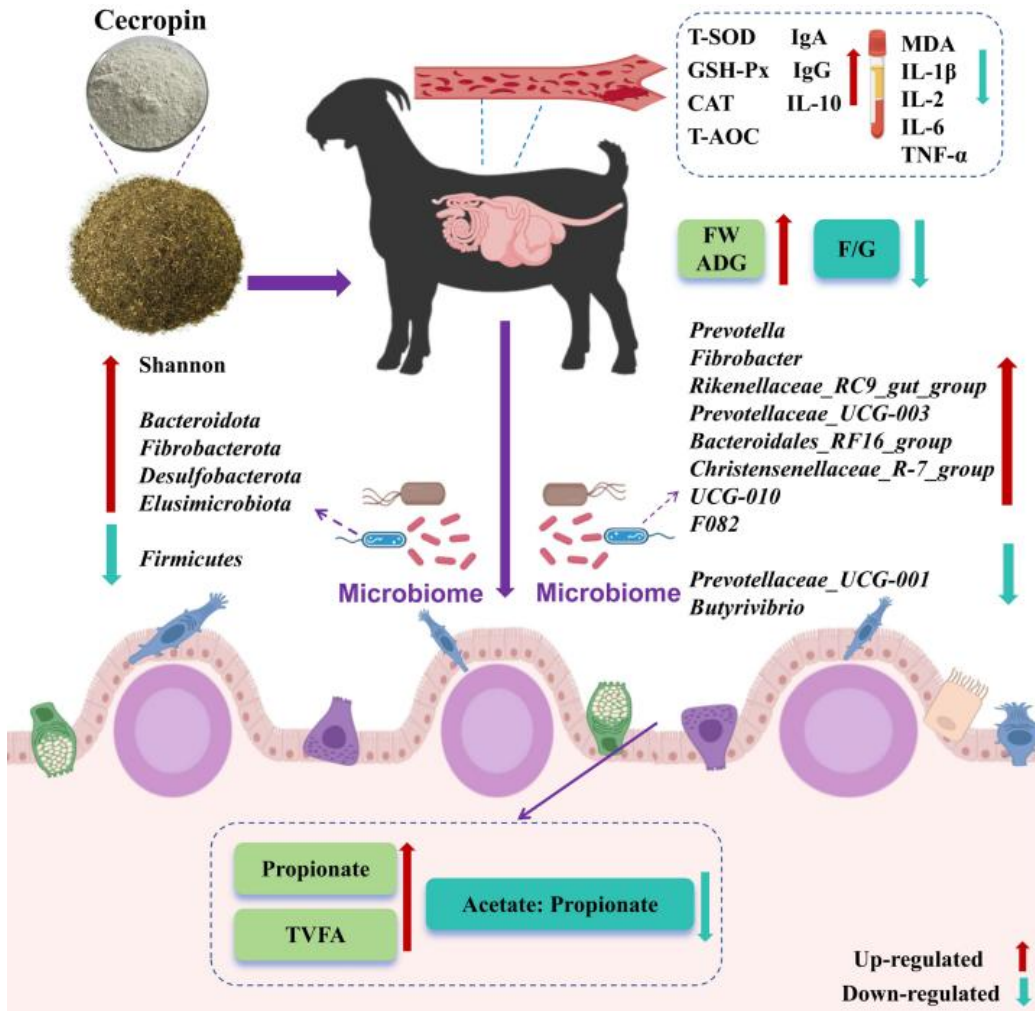 Cecropin
T-SOD
GSH-Px
CAT
T-AOC
IgA
IgG
IL-10
MDA
IL-1β
IL-2
IL-6
TNF-α
FW
ADG
F/G
Shannon
Bacteroidota
Fibrobacterota
Desulfobacterota
Elusimicrobiota
Firmicutes
Microbiome
Microbiome
Prevotella
Fibrobacter
Rikenellaceae_RC9_gut_group
Prevotellaceae_UCG-003
Bacteroidales_RF16_group
Christensenellaceae_R-7_group
UCG-010
F082
Prevotellaceae_UCG-001
Butyrivibrio
Propionate
TVFA
Acetate: Propionate
Up-regulated
Down-regulated